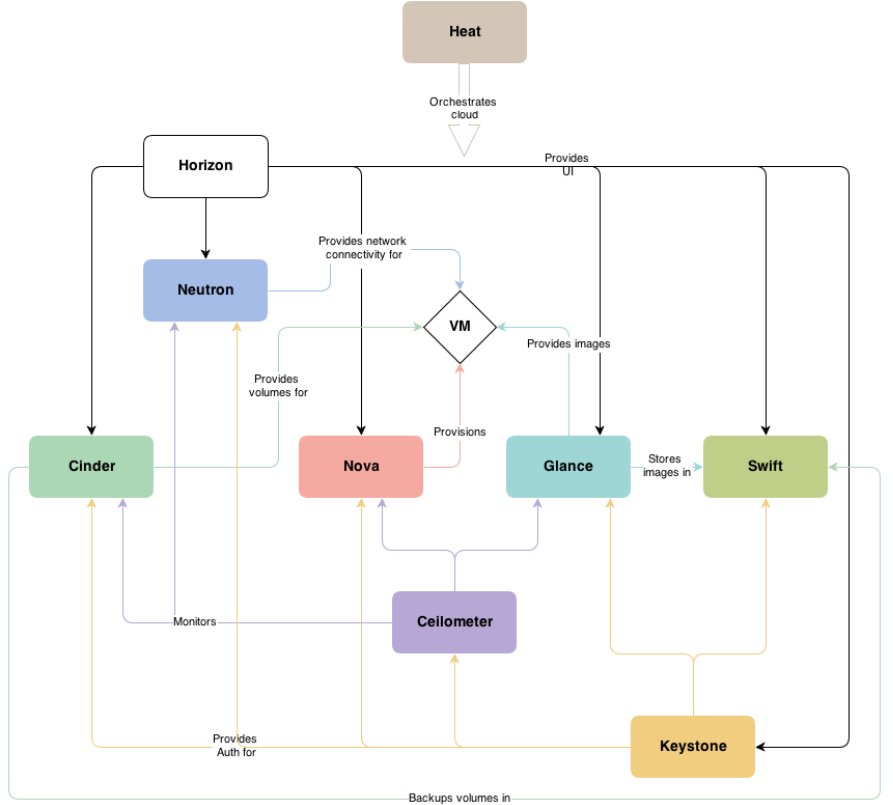 Heat
Orchestrates
cloud
Horizon
Provides
UI
Provides network
connectivity for
Neutron
VM
Provides images
Provides
volumes for
Provisions
Cinder
Nova
Glance
Stores
images in
Swift
Monitors
Ceilometer
Provides
Auth for
Keystone
Backups volumes in